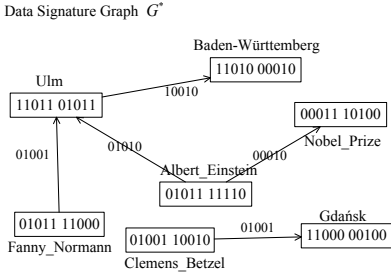 Data Signature Graph G*
Baden-Württemberg
11010 00010
Ulm
11011 01011
10010
00011 10100
Nobel_Prize
01001
01010
00010
Albert_Einstein
01011 11110
01011 11000
Fanny_Normann
01001 10010
Clemens_Betzel
01001
Gdańsk
11000 00100